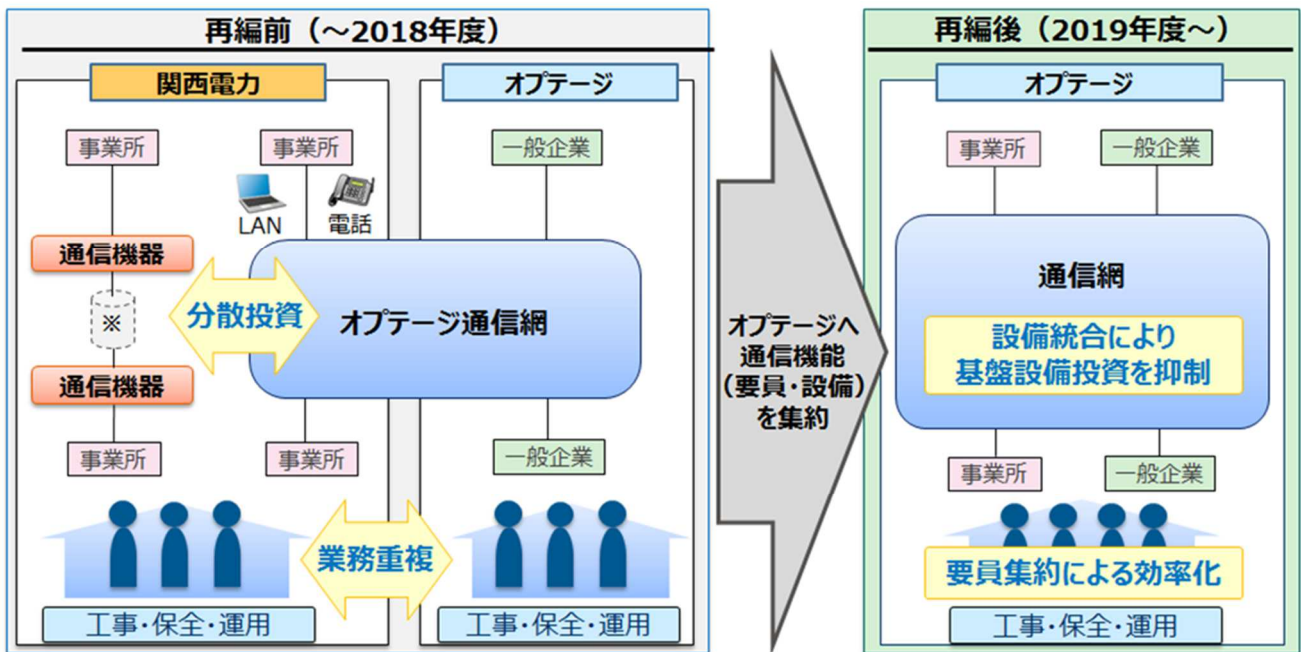 再編前（～2018年度）
関西電力
オプテージ
事業所
事業所
一般企業
LAN
電話
通信機器
※
通信機器
分散投資
オプテージ通信網
事業所
事業所
一般企業
業務重複
工事・保全・運用
工事・保全・運用
オプテージへ
通信機能
（要員・設備）
を集約
再編後（2019年度～）
オプテージ
事業所
一般企業
通信網
設備統合により
基盤設備投資を抑制
事業所
一般企業
要員集約による効率化
工事・保全・運用